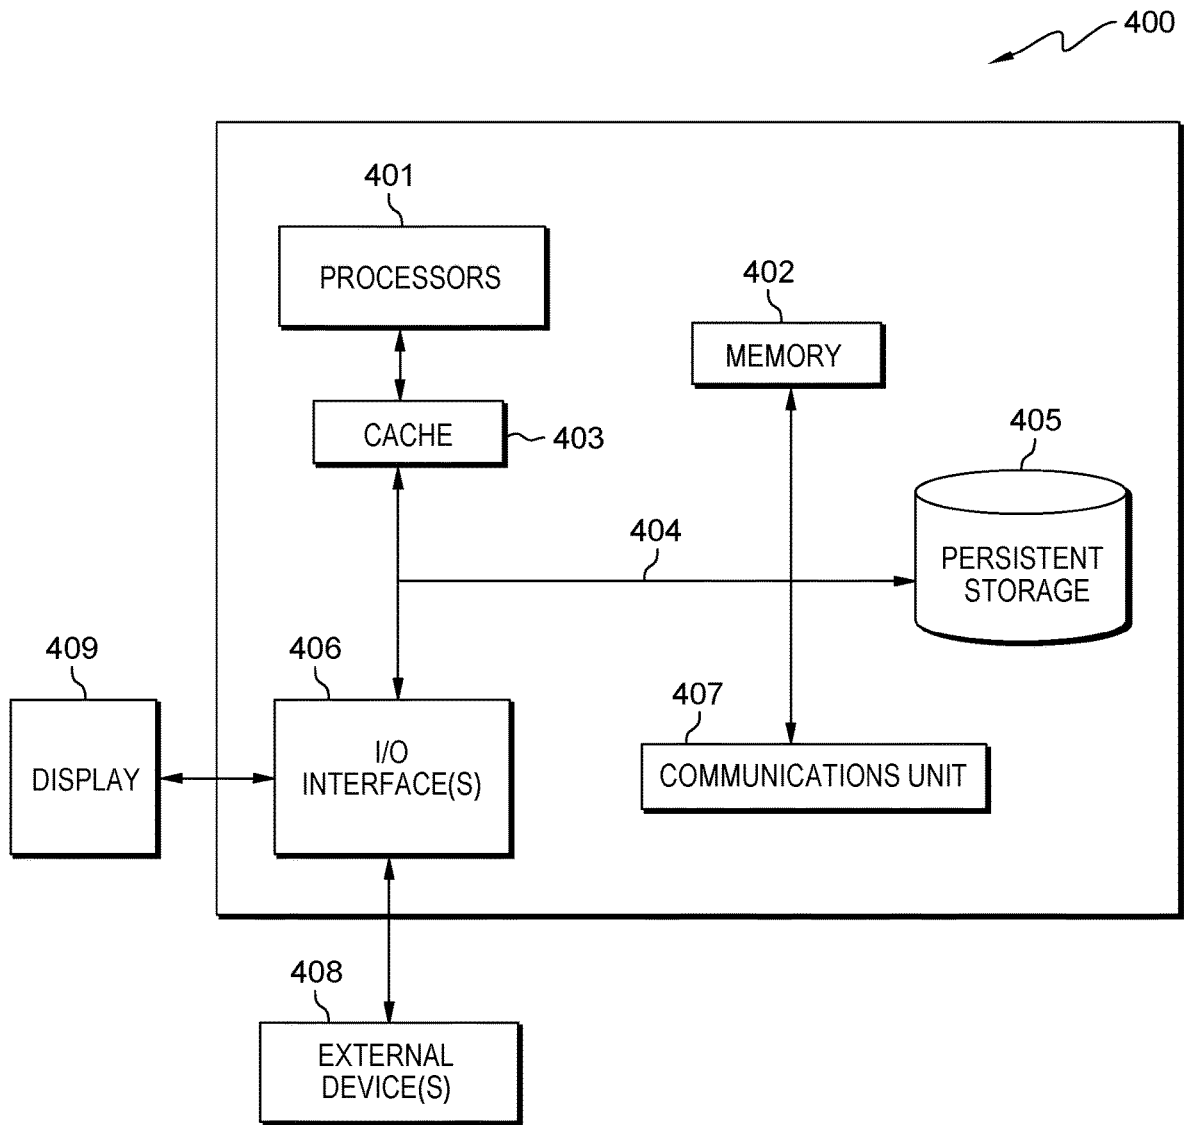 400
401
PROCESSORS
402
MEMORY
CACHE
403
405
404
PERSISTENT
STORAGE
409
406
407
DISPLAY
I/O
INTERFACE(S)
COMMUNICATIONS UNIT
408
EXTERNAL
DEVICE(S)